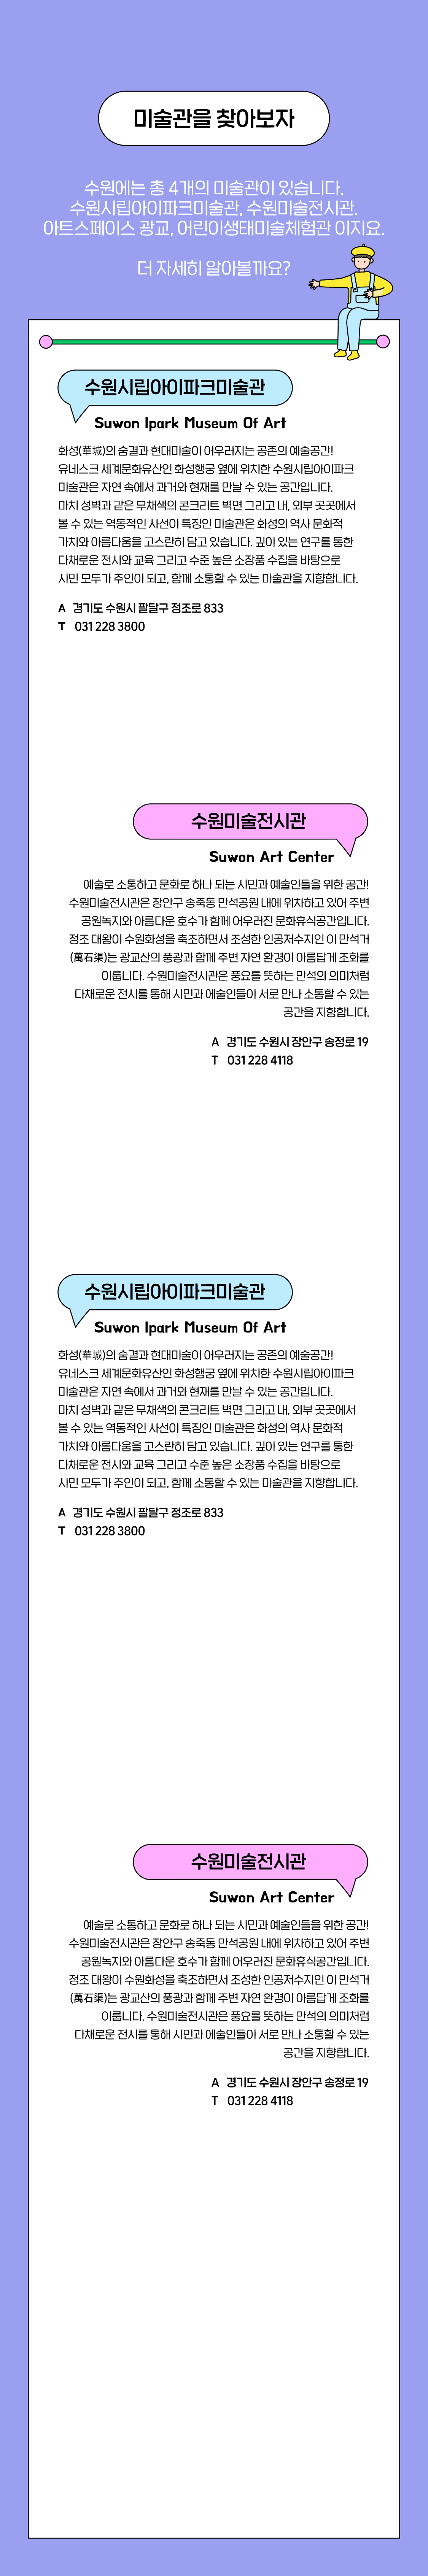 미술관을 찾아보자
수원에는 총 4개의 미술관이 있습니다.
수원시립아이파크미술관, 수원미술전시관.
아트스페이스 광교, 어린이생태미술체험관 이지요.
더 자세히 알아볼까요?
수원시립아이파크미술관
Suwon Ipark Museum Of Art
화성(華城)의 숨결과 현대미술이 어우러지는 공존의 예술공간!
유네스크 세계문화유산인 화성행궁 옆에 위치한 수원시립아이파크
미술관은 자연 속에서 과거와 현재를 만날 수 있는 공간입니다.
마치 성벽과 같은 무채색의 콘크리트 벽면 그리고 내, 외부 곳곳에서
볼 수 있는 역동적인 사선이 특징인 미술관은 화성의 역사 문화적
가치와 아름다움을 고스란히 담고 있습니다. 깊이 있는 연구를 통한
다채로운 전시와 교육 그리고 수준 높은 소장품 수집을 바탕으로
시민 모두가 주인이 되고, 함께 소통할 수 있는 미술관을 지향합니다.
A 경기도 수원시 팔달구 정조로 833
T 031 228 3800
수원미술전시관
Suwon Art Center
예술로 소통하고 문화로 하나 되는 시민과 예술인들을 위한 공간!
수원미술전시관은 장안구 송죽동 만석공원 내에 위차하고 있어 주변
공원녹지와 아름다운 호수가 함께 어우러진 문화휴식공간입니다.
정조 대왕이 수원화성을 축조하면서 조성한 인공저수지인 이 만석거
(萬石渠)는 광교산의 풍광과 함께 주변 자연 환경이 아름답게 조화를
이룹니다. 수원미술전시관은 풍요를 뜻하는 만석의 의미처럼
다채로운 전시를 통해 시민과 에술인들이 서로 만나 소통할 수 있는
공간을 지향합니다.
A 경기도 수원시 장안구 송정로 19
T 031 228 4118
수원시립아이파크미술관
Suwon Ipark Museum Of Art
화성(華城)의 숨결과 현대미술이 어우러지는 공존의 예술공간!
유네스크 세계문화유산인 화성행궁 옆에 위치한 수원시립아이파크
미술관은 자연 속에서 과거와 현재를 만날 수 있는 공간입니다.
마치 성벽과 같은 무채색의 콘크리트 벽면 그리고 내, 외부 곳곳에서
볼 수 있는 역동적인 사선이 특징인 미술관은 화성의 역사 문화적
가치와 아름다움을 고스란히 담고 있습니다. 깊이 있는 연구를 통한
다채로운 전시와 교육 그리고 수준 높은 소장품 수집을 바탕으로
시민 모두가 주인이 되고, 함께 소통할 수 있는 미술관을 지향합니다.
A 경기도 수원시 팔달구 정조로 833
T 031 228 3800
수원미술전시관
Suwon Art Center
예술로 소통하고 문화로 하나 되는 시민과 예술인들을 위한 공간!
수원미술전시관은 장안구 송죽동 만석공원 내에 위차하고 있어 주변
공원녹지와 아름다운 호수가 함께 어우러진 문화휴식공간입니다.
정조 대왕이 수원화성을 축조하면서 조성한 인공저수지인 이 만석거
(萬石渠)는 광교산의 풍광과 함께 주변 자연 환경이 아름답게 조화를
이룹니다. 수원미술전시관은 풍요를 뜻하는 만석의 의미처럼
다채로운 전시를 통해 시민과 에술인들이 서로 만나 소통할 수 있는
공간을 지향합니다.
A 경기도 수원시 장안구 송정로 19
T 031 228 4118